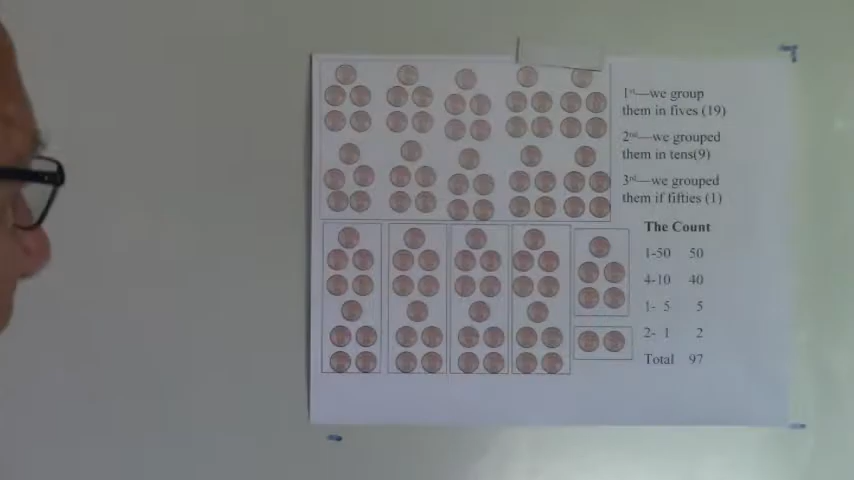 1st—we group
them in fives (19)
2nd—we grouped
them in tens(9)
3rd—we grouped
them if fifties (1)
The Count
1-50 50
4-10 40
1- 5 5
2- 1 2
Total 97